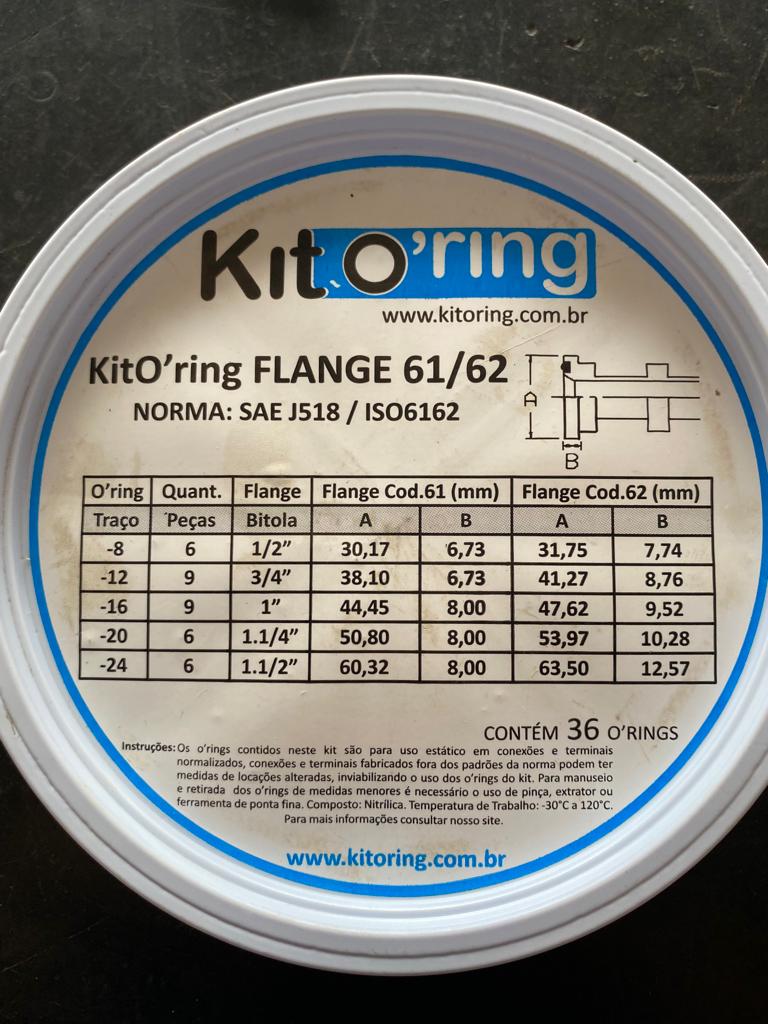 Kit O'ring
www.kitoring.com.br
KitO'ring FLANGE 61/62
NORMA: SAE J518 / ISO6162
A
B
O'ring Quant. Flange Flange Cod.61 (mm) Flange Cod.62 (mm)
Traço Peças Bitola A B A B
-8 6 1/2" 30,17 6,73 31,75 7,74
-12 9 3/4" 38,10 6,73 41,27 8,76
-16 9 1" 44,45 8,00 47,62 9,52
-20 6 1.1/4" 50,80 8,00 53,97 10,28
-24 6 1.1/2" 60,32 8,00 63,50 12,57
CONTÉM 36 O'RINGS
Instruções: Os o'rings contidos neste kit são para uso estático em conexões e terminais
normalizados, conexões e terminais fabricados fora dos padrões da norma podem ter
medidas de locações alteradas, inviabilizando o uso dos o'rings do kit. Para manuseio
e retirada dos o'rings de medidas menores é necessário o uso de pinça, extrator ou
ferramenta de ponta fina. Composto: Nitrílica. Temperatura de Trabalho: -30°C a 120°C.
Para mais informações consultar nosso site.
www.kitoring.com.br